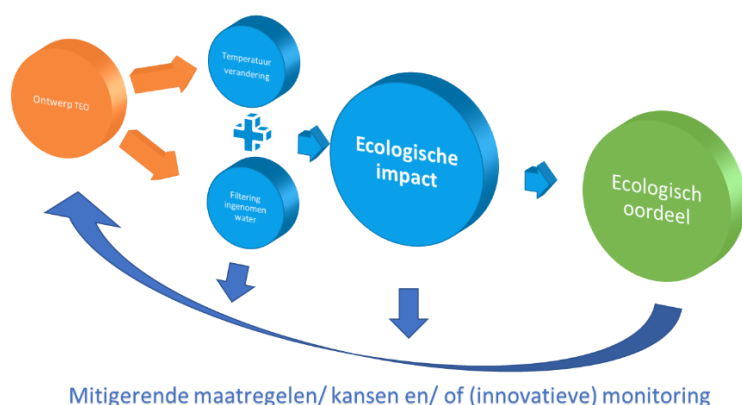 Ontwerp TEO
Temperatuur
verandering
Filtering
ingenomen
water
Ecologische
impact
Ecologisch
oordeel
Mitigerende maatregelen/ kansen en/ of (innovatieve) monitoring